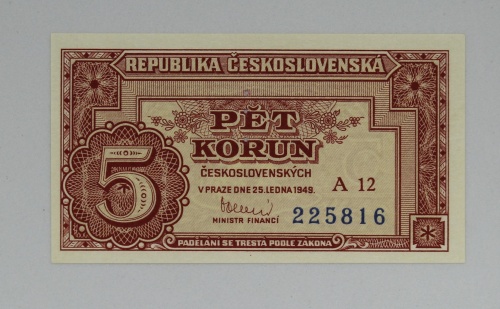 REPUBLIKA ČESKOSLOVENSKÁ
PĚT
KORUN
ČESKOSLOVENSKÝCH
V PRAZE DNE 25. LEDNA 1949.
A 12
MINISTR FINANCÍ
225816
5
PADĚLÁNÍ SE TRESTÁ PODLE ZÁKONA